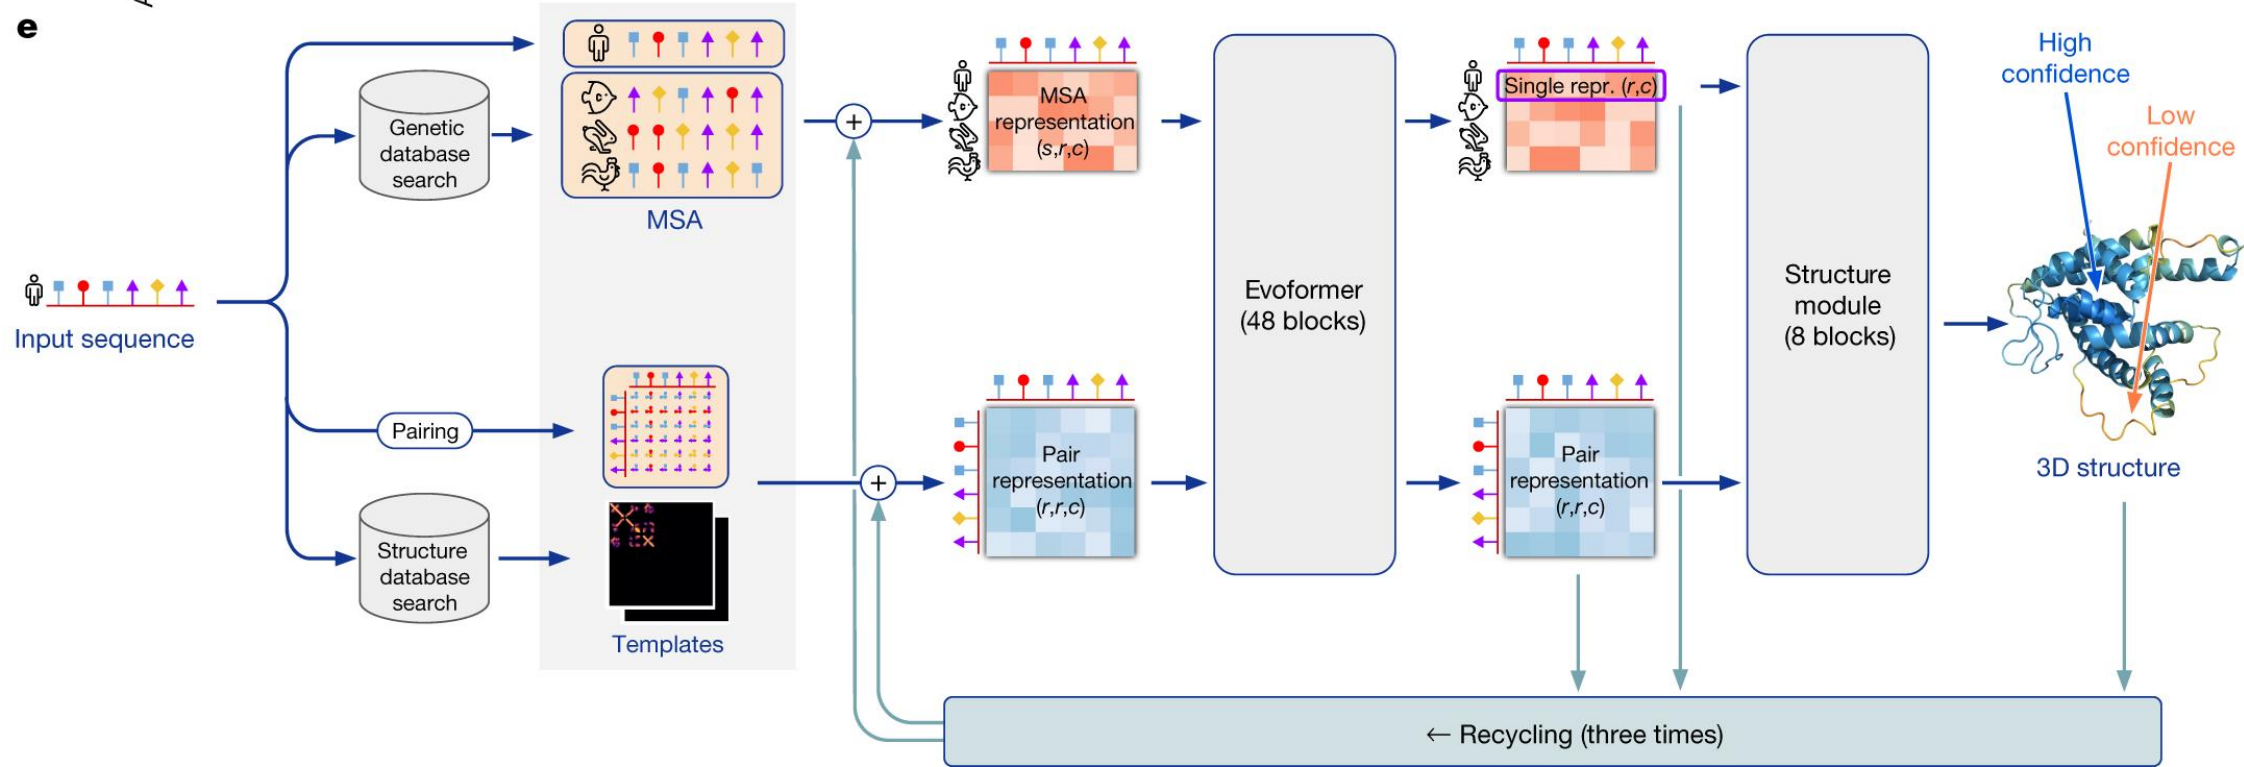 e
Input sequence
Genetic
database
search
Pairing
Structure
database
search
MSA
Templates
+
+
MSA
representation
(s,r,c)
Pair
representation
(r,r,c)
Evoformer
(48 blocks)
Single repr. (r,c)
Pair
representation
(r,r,c)
Structure
module
(8 blocks)
High
confidence
Low
confidence
3D structure
← Recycling (three times)